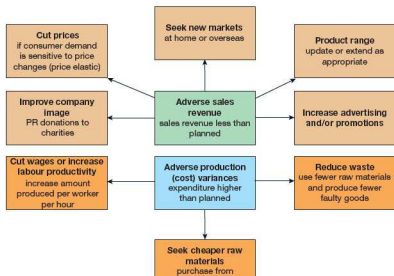 Cut prices
if consumer demand
is sensitive to price
changes (price elastic)
Seek new markets
at home or overseas
Product range
update or extend as
appropriate
Improve company
image
PR donations to
charities
Adverse sales
revenue
sales revenue less than
planned
Increase advertising
and/or promotions
Cut wages or increase
labour productivity
increase amount
produced per worker
per hour
Adverse production
(cost) variances
expenditure higher
than planned
Reduce waste
use fewer raw materials
and produce fewer
faulty goods
Seek cheaper raw
materials
purchase from